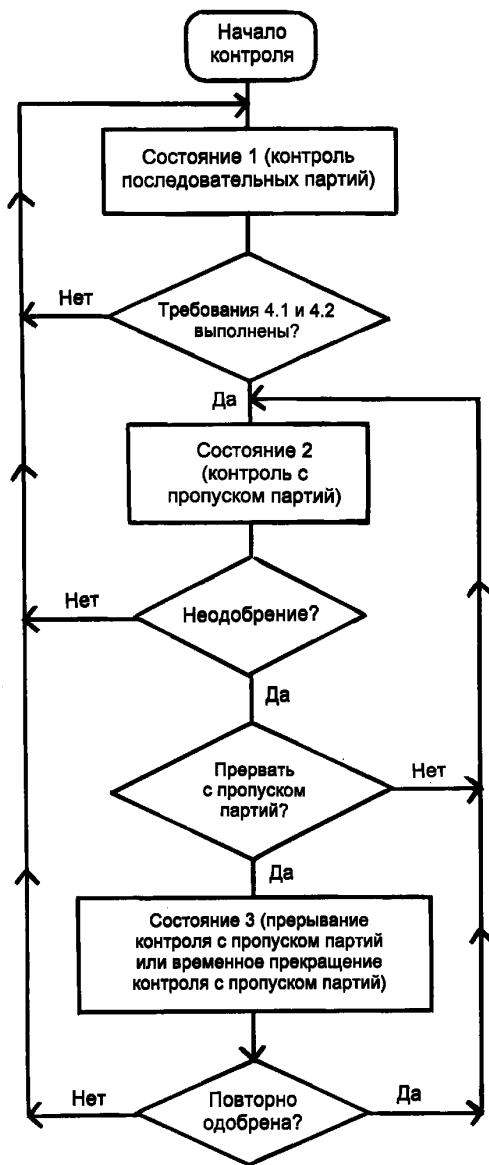 Начало
контроля
Состояние 1 (контроль
последовательных партий)
Нет
Требования 4.1 и 4.2
выполнены?
Да
Состояние 2
(контроль с
пропуском партий)
Нет
Неодобрение?
Да
Прервать
с пропуском
партий?
Нет
Да
Состояние 3 (прерывание
контроля с пропуском партий
или временное прекращение
контроля с пропуском партий)
Нет
Повторно
одобрена?
Да